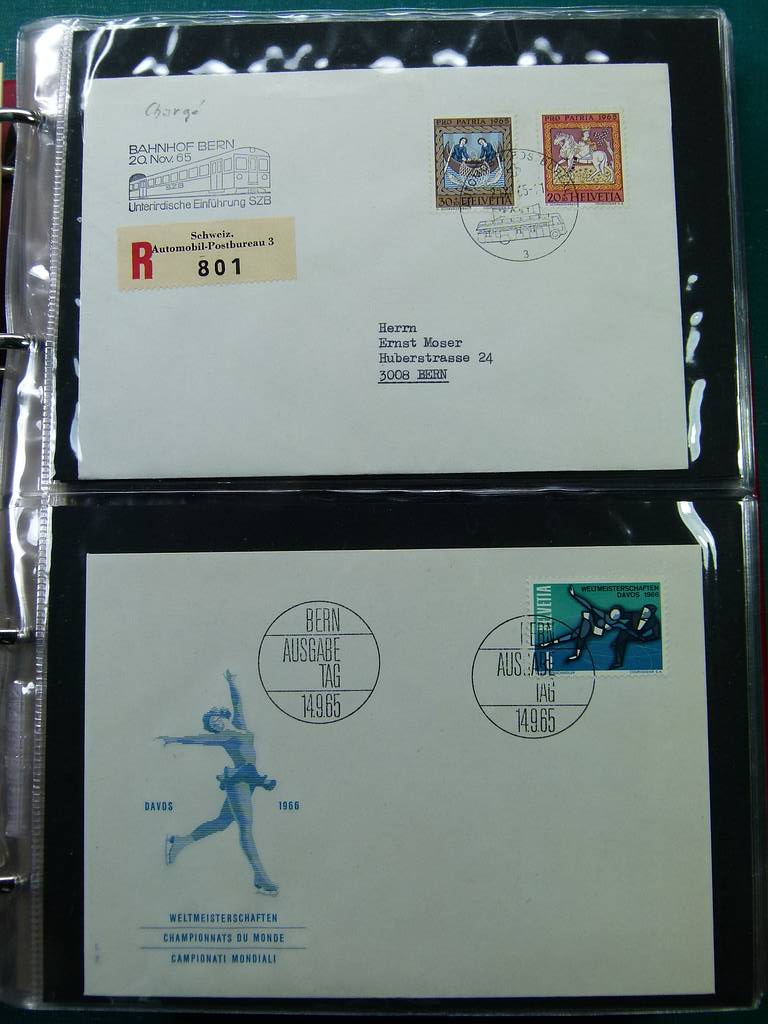 Chargé
BAHNHOF BERN
20. Nov. 65
SZB
Unterirdische Einführung SZB
Schweiz.
R Automobil-Postbureau 3
801
PRO PATRIA 1965
30+10 HELVETIA
PRO PATRIA 1965
20+10 HELVETIA
3
Herrn
Ernst Moser
Huberstrasse 24
3008 BERN
BERN
AUSGABE
TAG
14.9.65
WELTMEISTERSCHAFTEN
DAVOS 1966
HELVETIA
BERN
AUSGABE
TAG
14.9.65
DAVOS 1966
WELTMEISTERSCHAFTEN
CHAMPIONNATS DU MONDE
CAMPIONATI MONDIALI